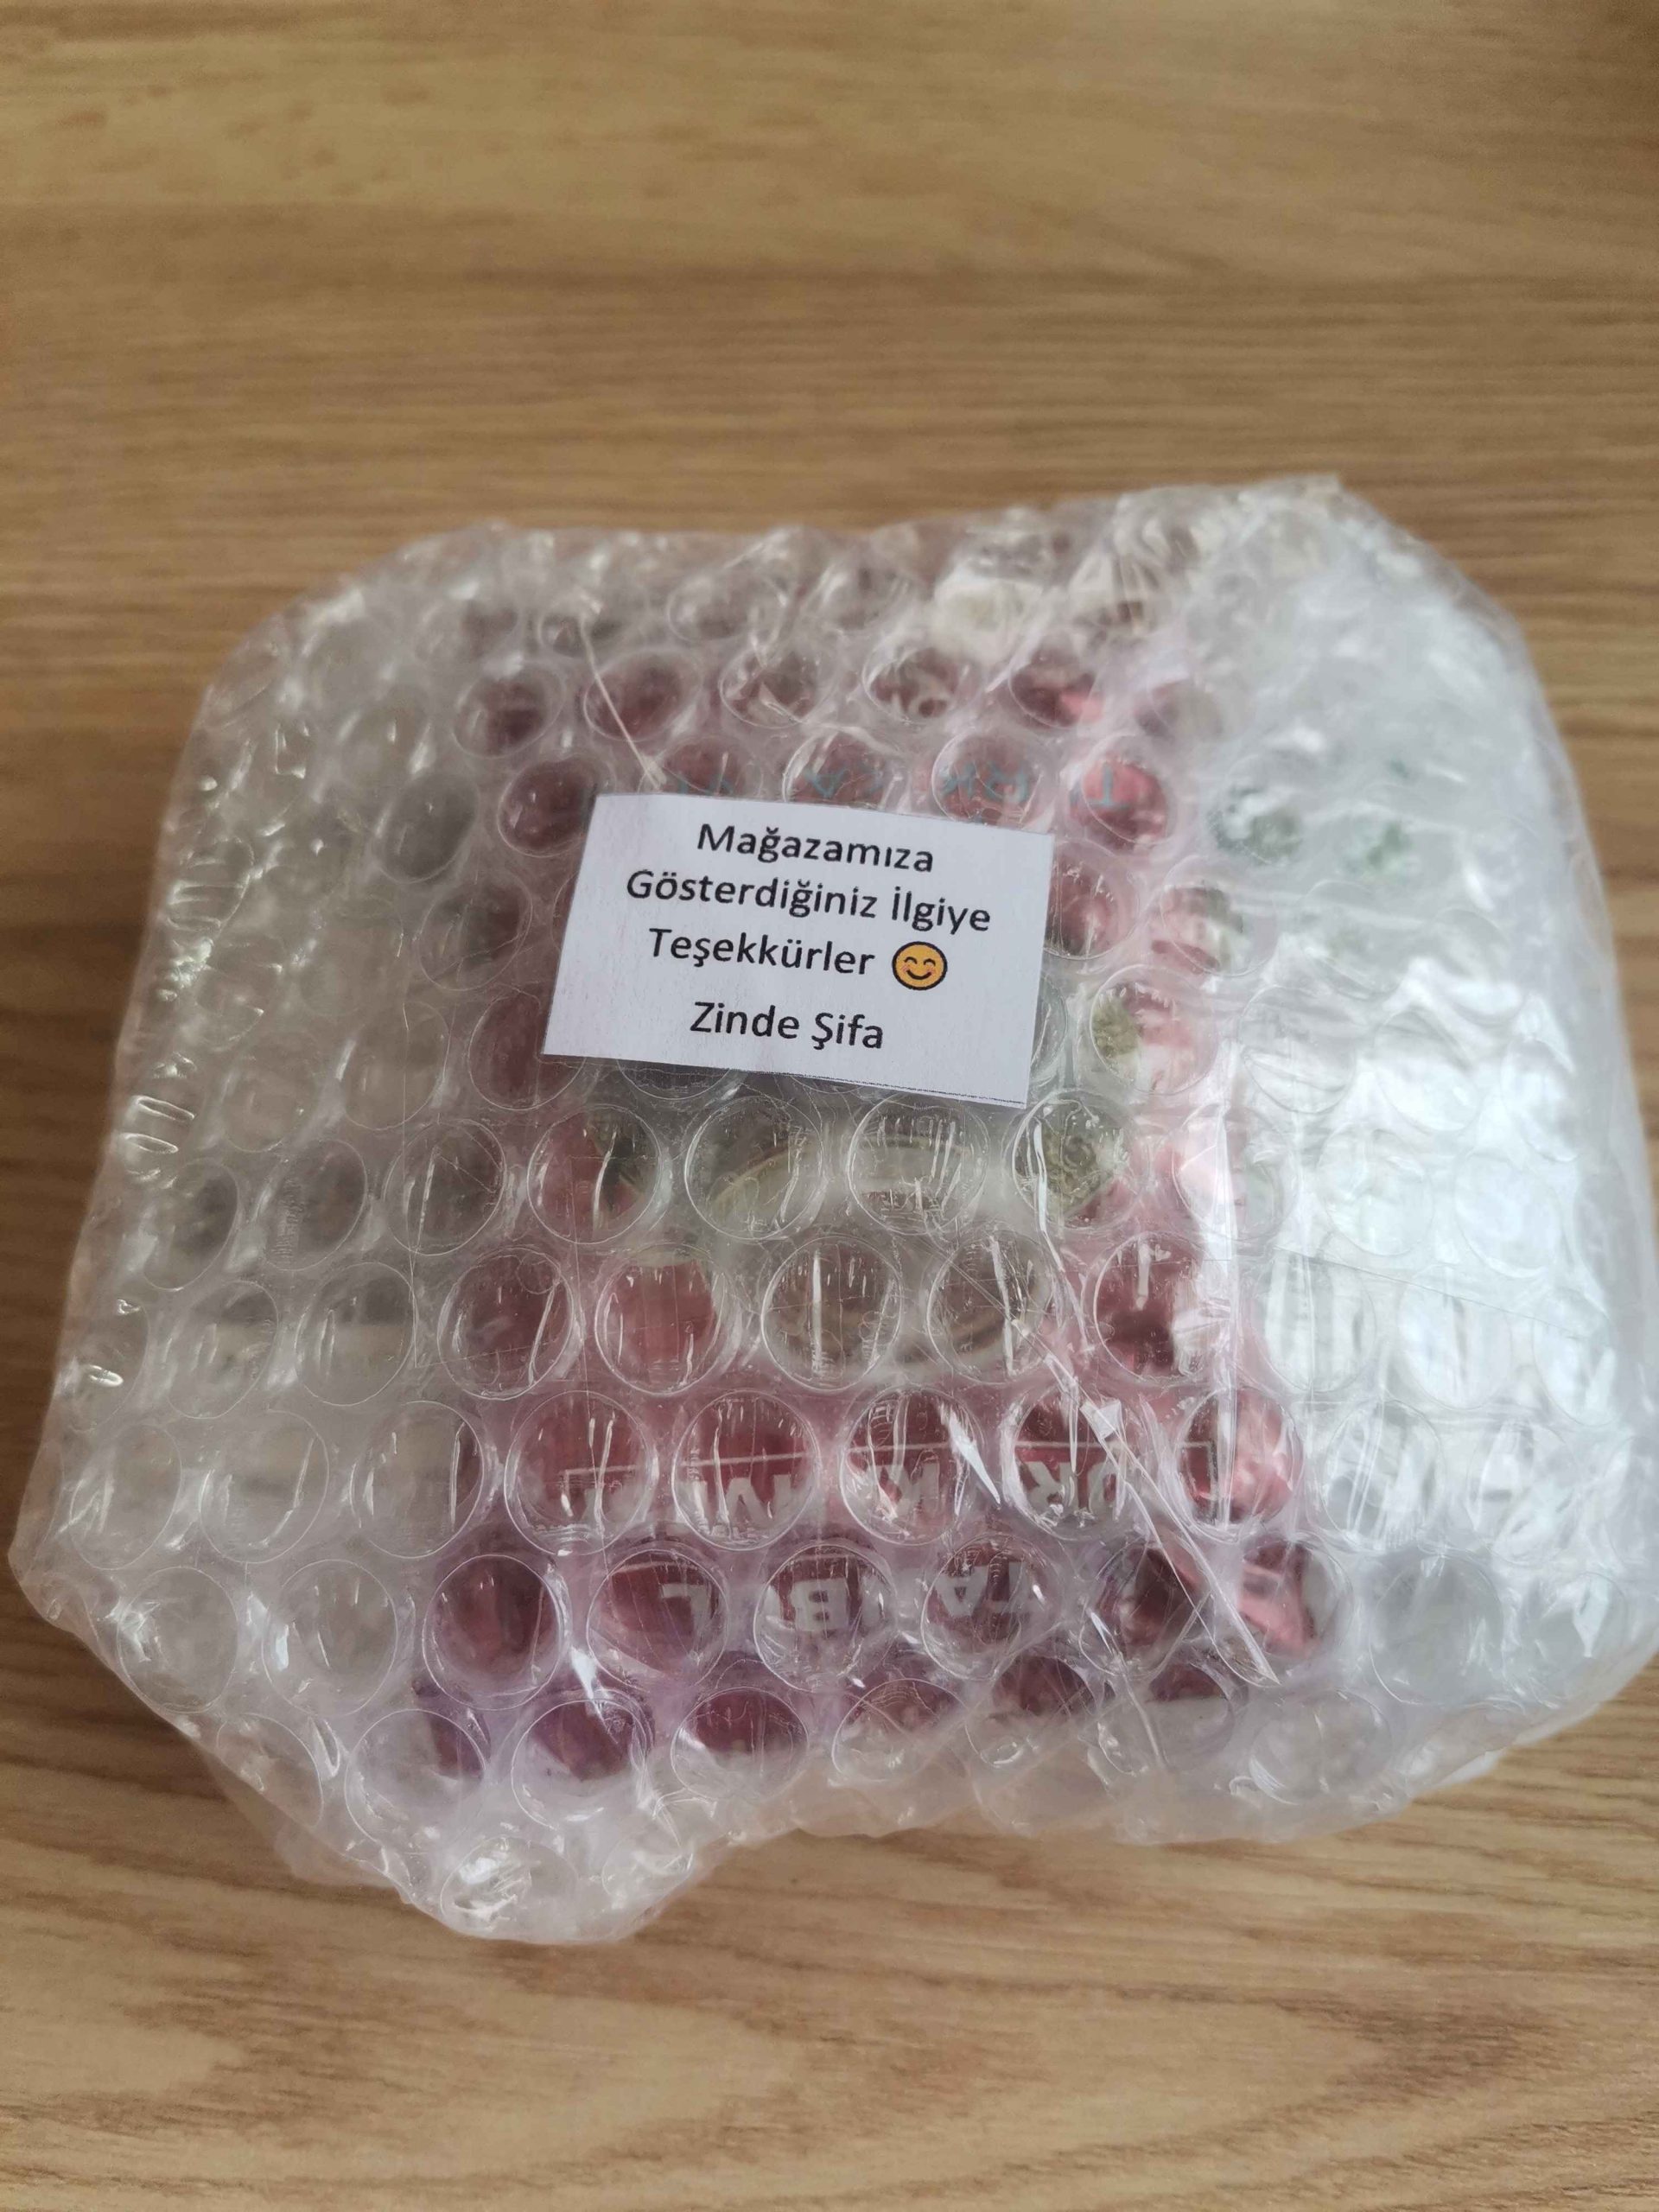 Mağazamıza
Gösterdiğiniz İlgiye
Teşekkürler 😊
Zinde Şifa